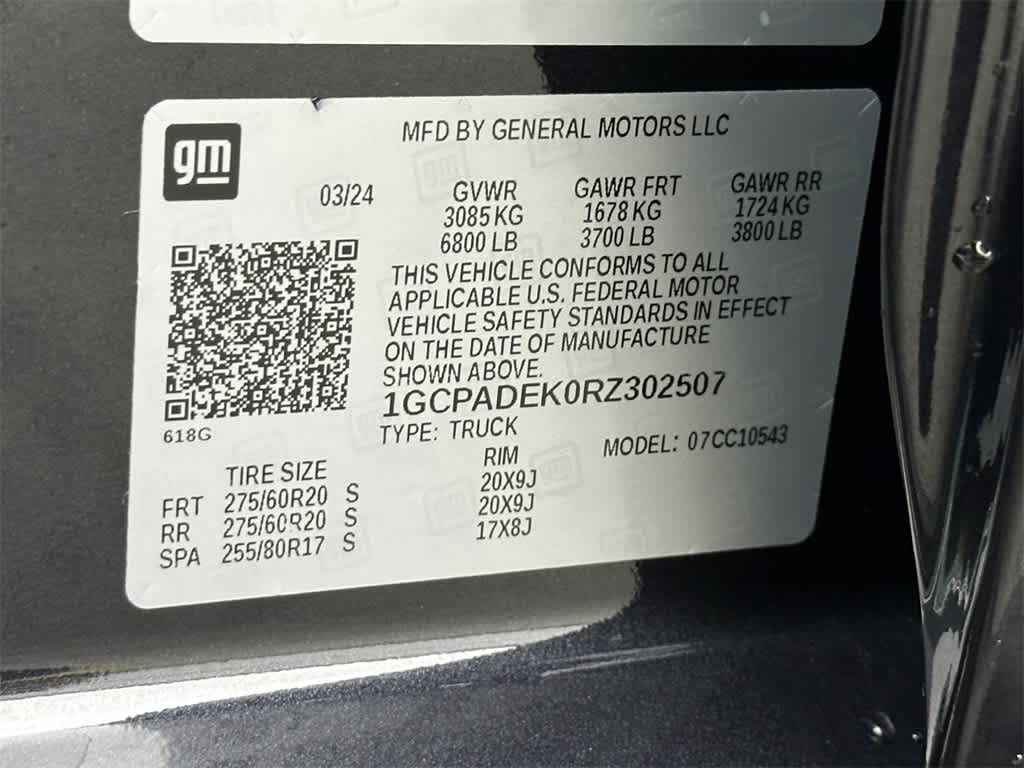 gm
MFD BY GENERAL MOTORS LLC
03/24
GVWR GAWR FRT GAWR RR
3085 KG 1678 KG 1724 KG
6800 LB 3700 LB 3800 LB
THIS VEHICLE CONFORMS TO ALL
APPLICABLE U.S. FEDERAL MOTOR
VEHICLE SAFETY STANDARDS IN EFFECT
ON THE DATE OF MANUFACTURE
SHOWN ABOVE.
1GCPADEK0RZ302507
618G
TYPE: TRUCK MODEL: 07CC10543
TIRE SIZE RIM
FRT 275/60R20 S 20X9J
RR 275/60R20 S 20X9J
SPA 255/80R17 S 17X8J